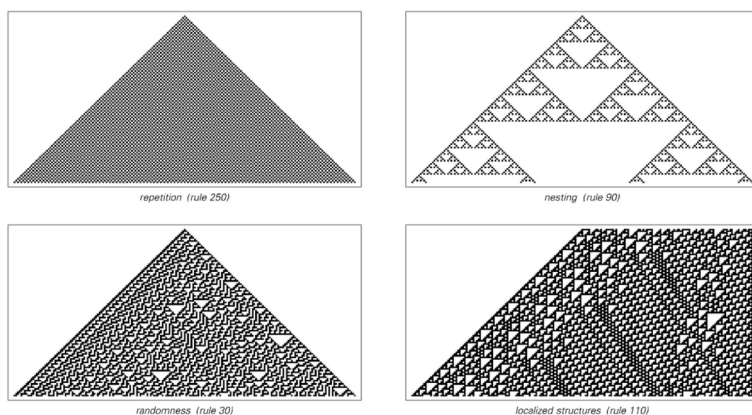 repetition (rule 250)
nesting (rule 90)
randomness (rule 30)
localized structures (rule 110)